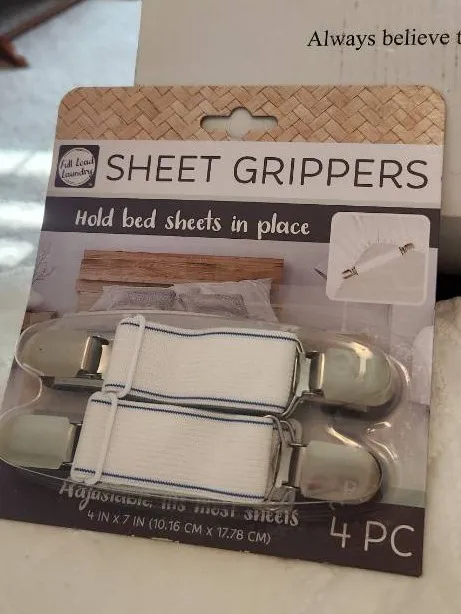 Always believe t
Full Load
Laundry
SHEET GRIPPERS
Hold bed sheets in place
Adjustable, fits most sheets
4 IN X 7 IN (10.16 CM X 17.78 CM)
4 PC